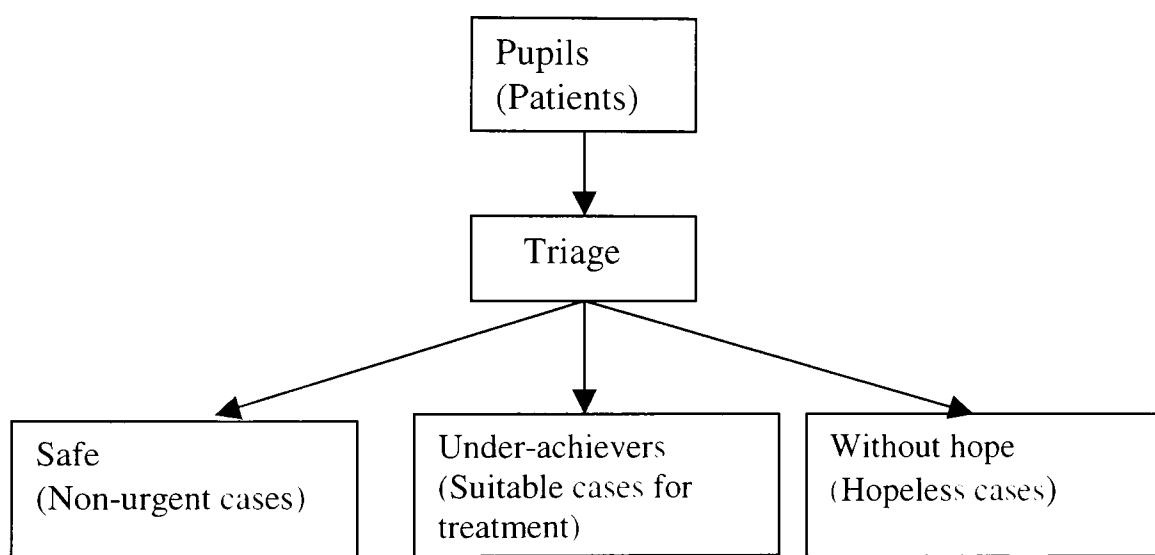 Pupils
(Patients)
Triage
Safe
(Non-urgent cases)
Under-achievers
(Suitable cases for
treatment)
Without hope
(Hopeless cases)